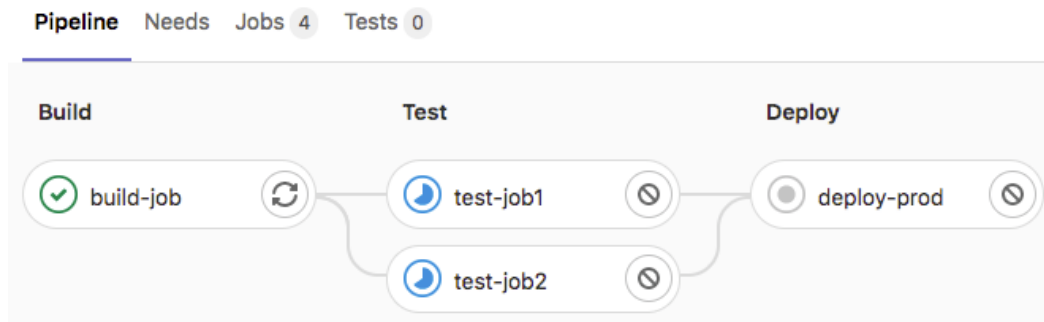 Pipeline Needs Jobs 4 Tests 0
Build Test Deploy
build-job test-job1 deploy-prod
test-job2